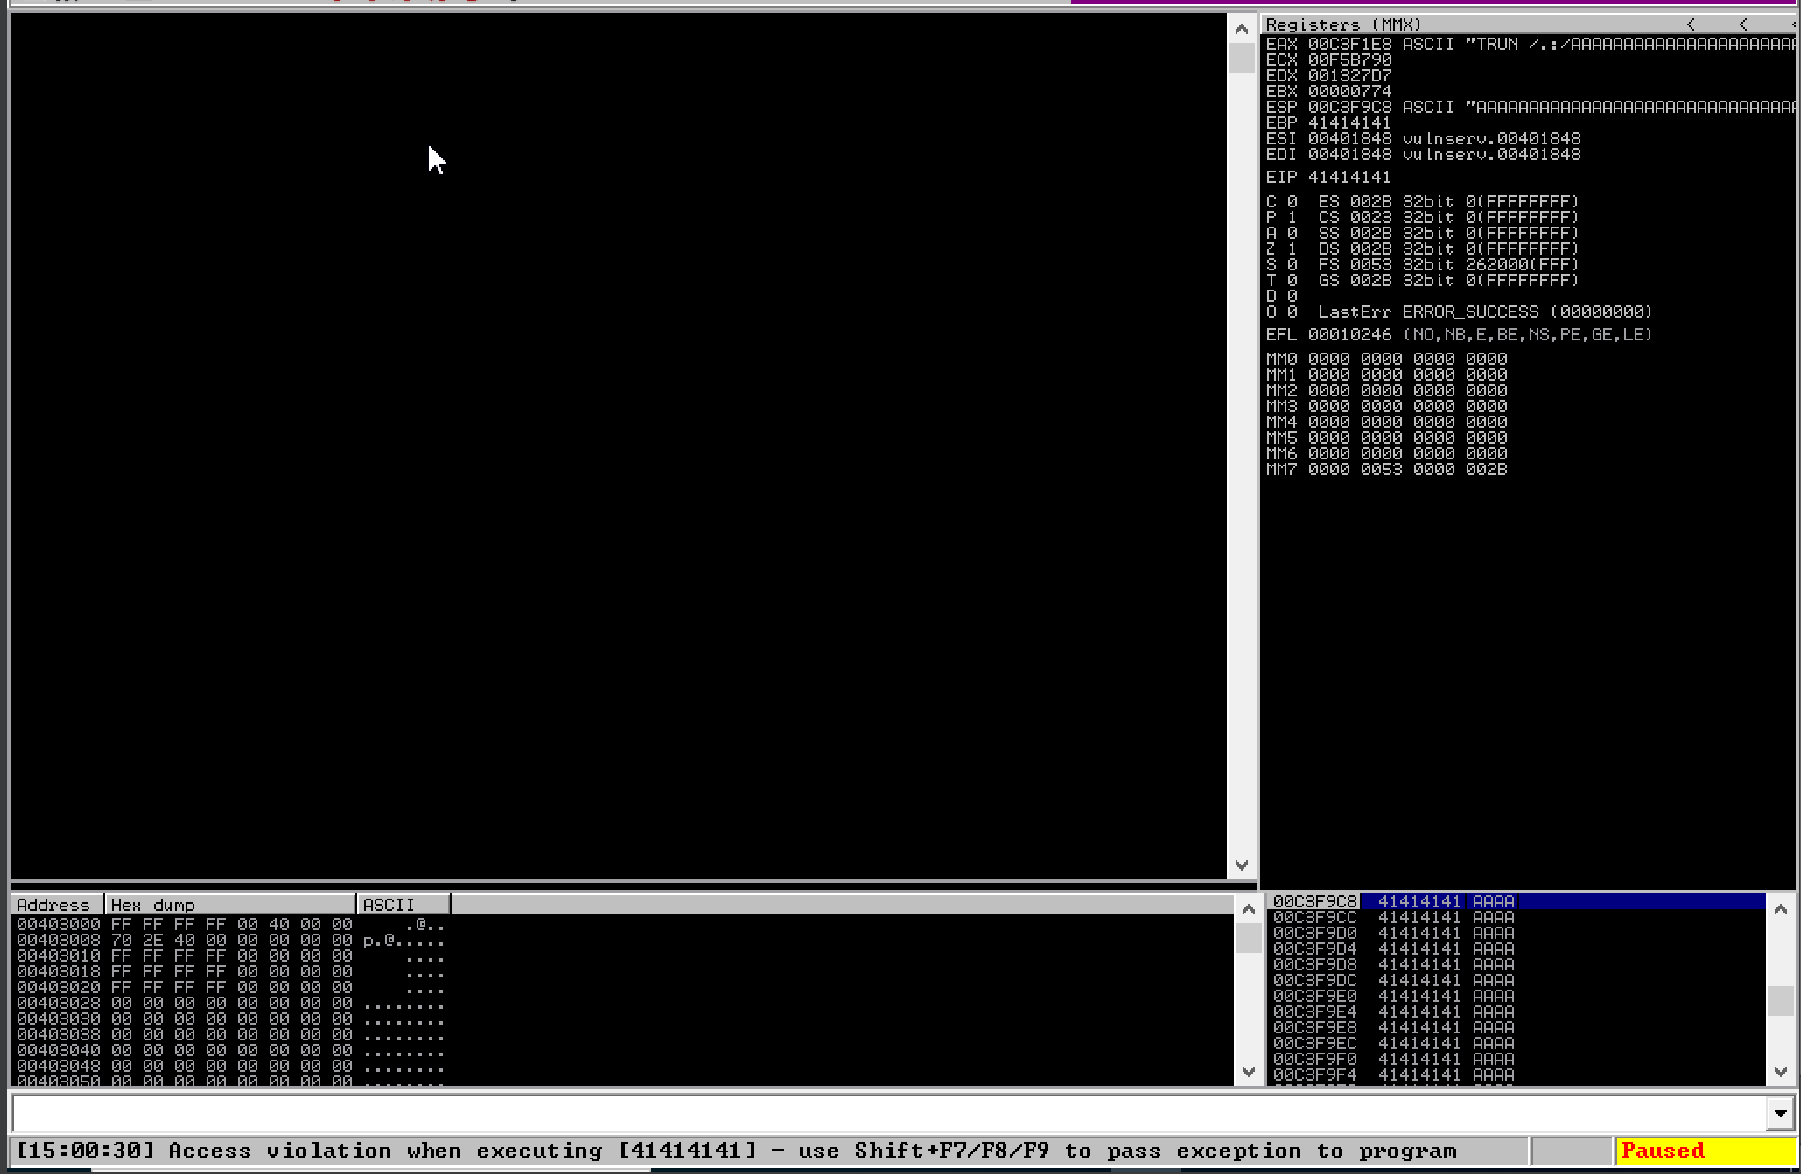 Registers (MMX) < < <
EAX 00C3F1E8 ASCII "TRUN /.:/AAAAAAAAAAAAAAAAAAAAAA
ECX 00F5B790
EDX 001327D7
EBX 00000774
ESP 00C3F9C8 ASCII "AAAAAAAAAAAAAAAAAAAAAAAAAAAAAAA
EBP 41414141
ESI 00401848 vulnserv.00401848
EDI 00401848 vulnserv.00401848
EIP 41414141
C 0 ES 002B 32bit 0(FFFFFFFF)
P 1 CS 0023 32bit 0(FFFFFFFF)
A 0 SS 002B 32bit 0(FFFFFFFF)
Z 1 DS 002B 32bit 0(FFFFFFFF)
S 0 FS 0053 32bit 262000(FFF)
T 0 GS 002B 32bit 0(FFFFFFFF)
D 0
O 0 LastErr ERROR_SUCCESS (00000000)
EFL 00010246 (NO,NB,E,BE,NS,PE,GE,LE)
MM0 0000 0000 0000 0000
MM1 0000 0000 0000 0000
MM2 0000 0000 0000 0000
MM3 0000 0000 0000 0000
MM4 0000 0000 0000 0000
MM5 0000 0000 0000 0000
MM6 0000 0000 0000 0000
MM7 0000 0053 0000 002B
Address Hex dump ASCII
00403000 FF FF FF FF 00 40 00 00 .@..
00403008 70 2E 40 00 00 00 00 00 p.@.....
00403010 FF FF FF FF 00 00 00 00 ....
00403018 FF FF FF FF 00 00 00 00 ....
00403020 FF FF FF FF 00 00 00 00 ....
00403028 00 00 00 00 00 00 00 00 ........
00403030 00 00 00 00 00 00 00 00 ........
00403038 00 00 00 00 00 00 00 00 ........
00403040 00 00 00 00 00 00 00 00 ........
00403048 00 00 00 00 00 00 00 00 ........
00403050 00 00 00 00 00 00 00 00 ........
00C3F9C8 41414141 AAAA
00C3F9CC 41414141 AAAA
00C3F9D0 41414141 AAAA
00C3F9D4 41414141 AAAA
00C3F9D8 41414141 AAAA
00C3F9DC 41414141 AAAA
00C3F9E0 41414141 AAAA
00C3F9E4 41414141 AAAA
00C3F9E8 41414141 AAAA
00C3F9EC 41414141 AAAA
00C3F9F0 41414141 AAAA
00C3F9F4 41414141 AAAA
[15:00:30] Access violation when executing [41414141] - use Shift+F7/F8/F9 to pass exception to program
Paused